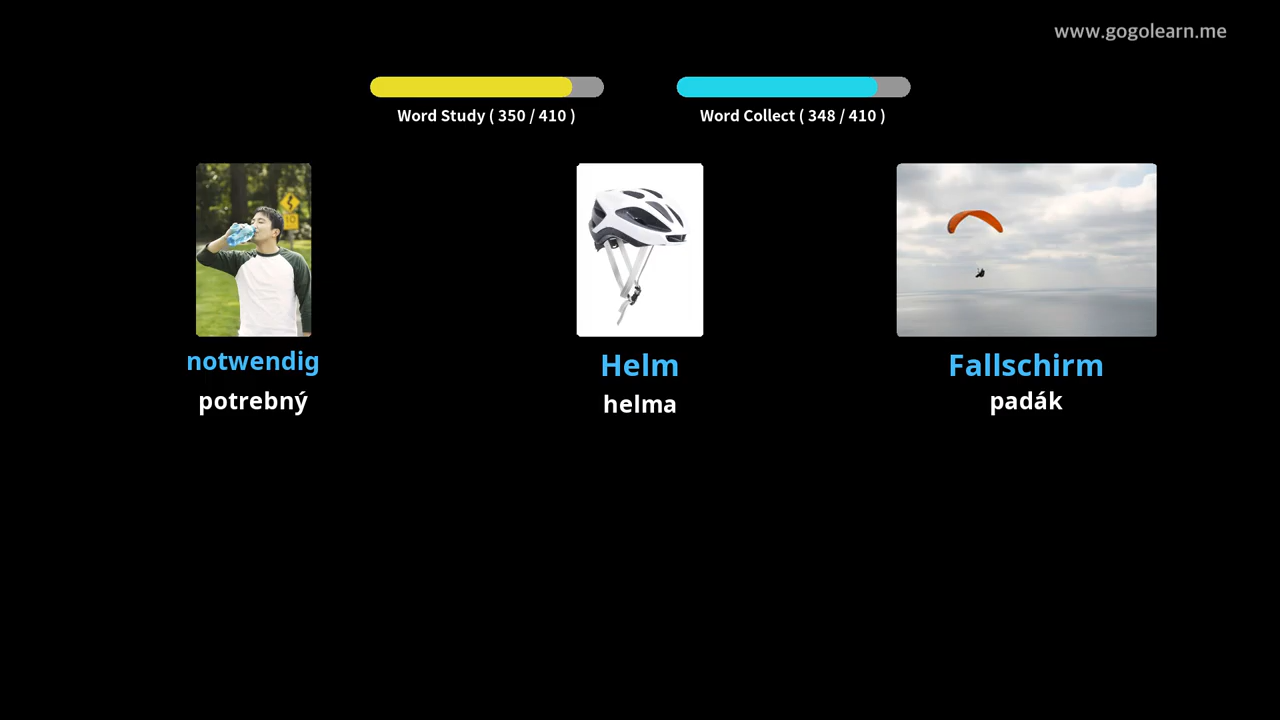 www.gogolearn.me
Word Study ( 350 / 410 )
Word Collect ( 348 / 410 )
notwendig
potrebný
Helm
helma
Fallschirm
padák